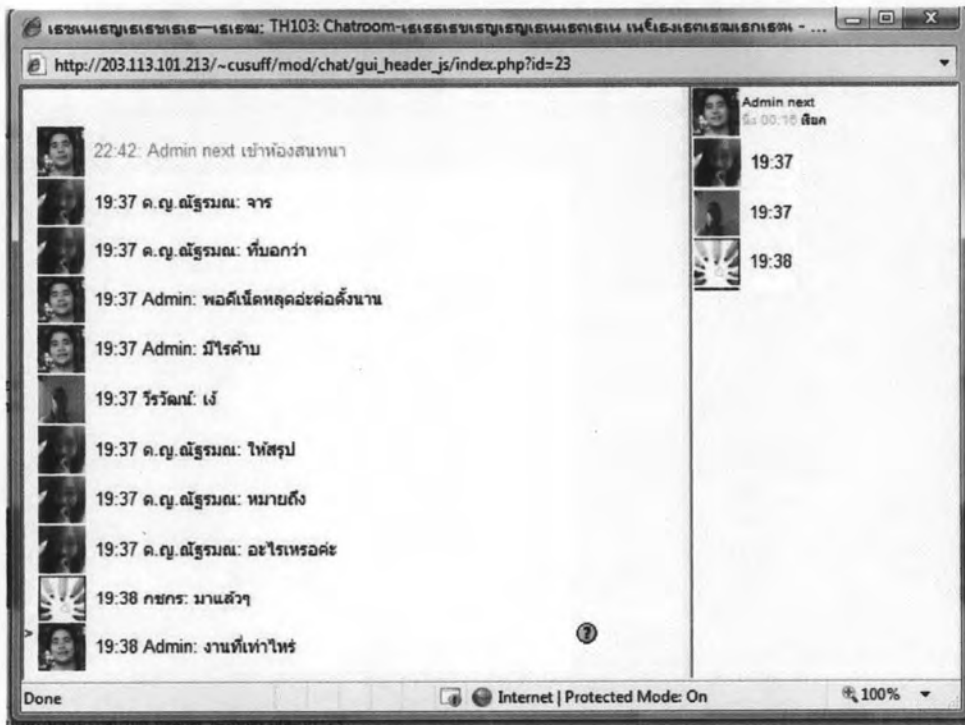 TH103: Chatroom-
http://203.113.101.213/~cusuff/mod/chat/gui_header_js/index.php?id=23
22:42: Admin next เข้าห้องสนทนา
19:37 ด.ญ.ณัฐรมณ: จาร
19:37 ด.ญ.ณัฐรมณ: ที่บอกว่า
19:37 Admin: พอดีเน็ตหลุดอ่ะต่อตั้งนาน
19:37 Admin: มีไรค้าบ
19:37 วีรวัฒน์: เง้
19:37 ด.ญ.ณัฐรมณ: ให้สรุป
19:37 ด.ญ.ณัฐรมณ: หมายถึง
19:37 ด.ญ.ณัฐรมณ: อะไรเหรอค่ะ
19:38 กชกร: มาแล้วๆ
19:38 Admin: งานที่เท่าไหร่
Admin next
00:16
19:37
19:37
19:38
Done
Internet | Protected Mode: On
100%